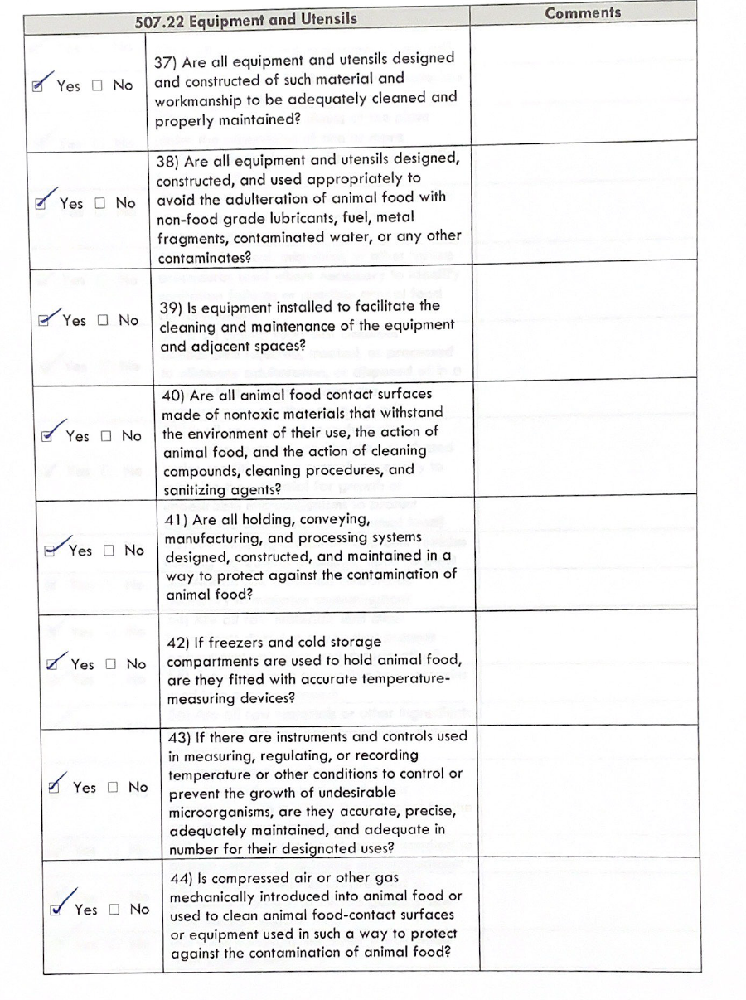 507.22 Equipment and Utensils
Comments
☑ Yes ☐ No
37) Are all equipment and utensils designed
and constructed of such material and
workmanship to be adequately cleaned and
properly maintained?
☑ Yes ☐ No
38) Are all equipment and utensils designed,
constructed, and used appropriately to
avoid the adulteration of animal food with
non-food grade lubricants, fuel, metal
fragments, contaminated water, or any other
contaminates?
☑ Yes ☐ No
39) Is equipment installed to facilitate the
cleaning and maintenance of the equipment
and adjacent spaces?
☑ Yes ☐ No
40) Are all animal food contact surfaces
made of nontoxic materials that withstand
the environment of their use, the action of
animal food, and the action of cleaning
compounds, cleaning procedures, and
sanitizing agents?
☑ Yes ☐ No
41) Are all holding, conveying,
manufacturing, and processing systems
designed, constructed, and maintained in a
way to protect against the contamination of
animal food?
☑ Yes ☐ No
42) If freezers and cold storage
compartments are used to hold animal food,
are they fitted with accurate temperature-
measuring devices?
☑ Yes ☐ No
43) If there are instruments and controls used
in measuring, regulating, or recording
temperature or other conditions to control or
prevent the growth of undesirable
microorganisms, are they accurate, precise,
adequately maintained, and adequate in
number for their designated uses?
☑ Yes ☐ No
44) Is compressed air or other gas
mechanically introduced into animal food or
used to clean animal food-contact surfaces
or equipment used in such a way to protect
against the contamination of animal food?